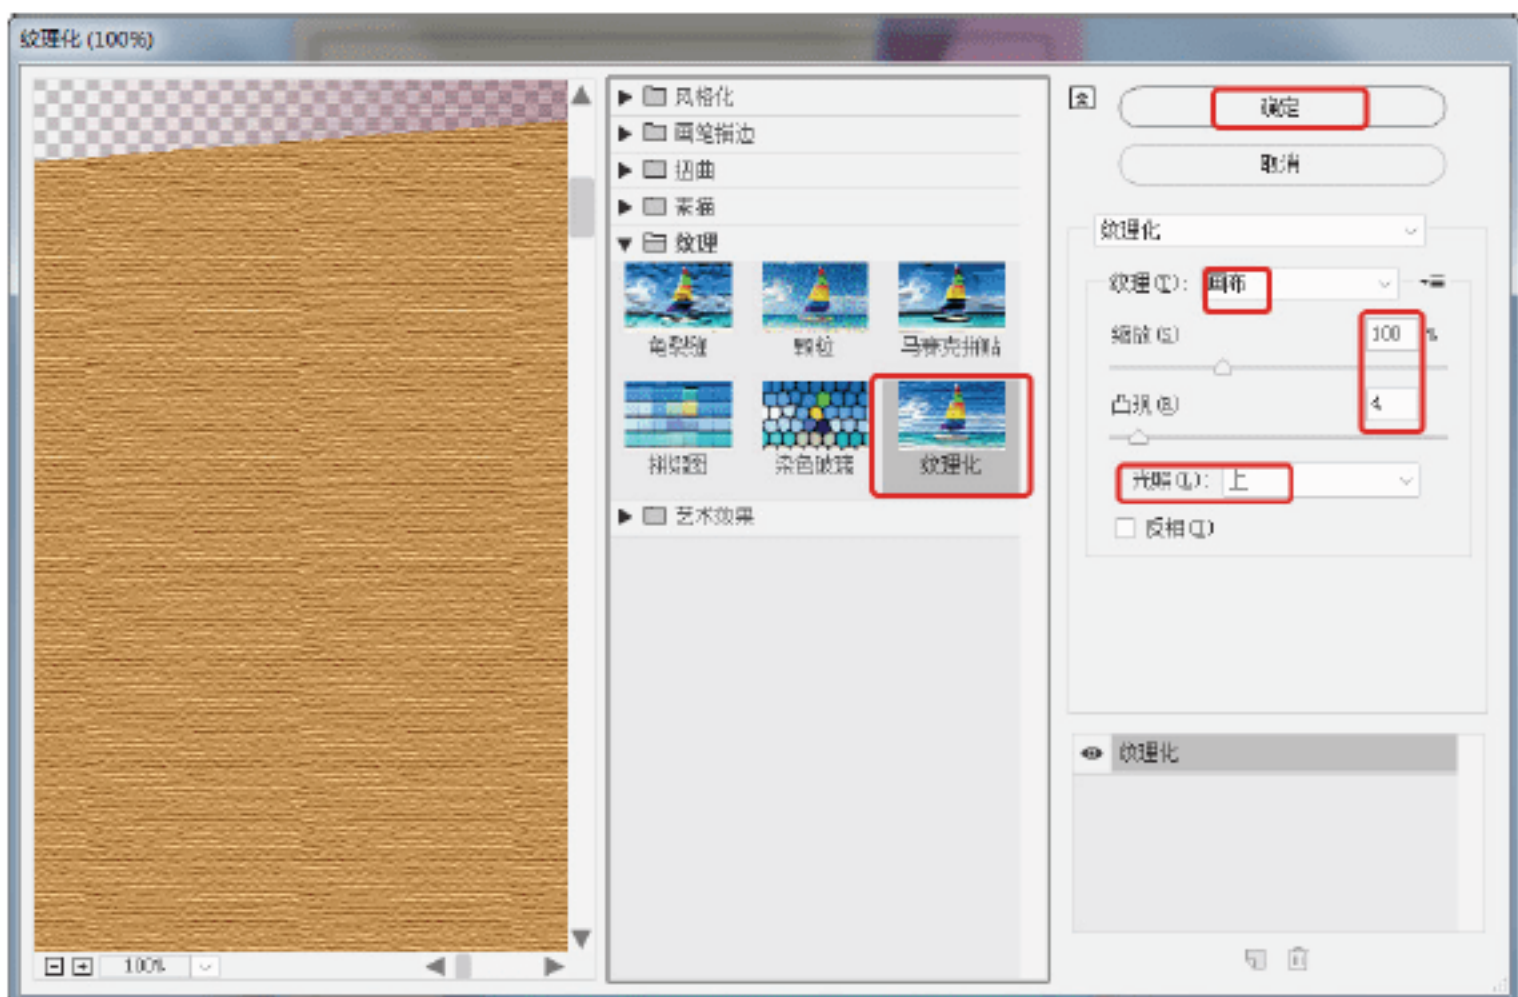 纹理化 (100%)
风格化
画笔描边
扭曲
素描
纹理
龟裂缝
颗粒
马赛克拼贴
拼缀图
染色玻璃
纹理化
艺术效果
100%
确定
取消
纹理化
纹理(T): 画布
缩放(S) 100 %
凸现(R) 4
光照(L): 上
反相(I)
纹理化